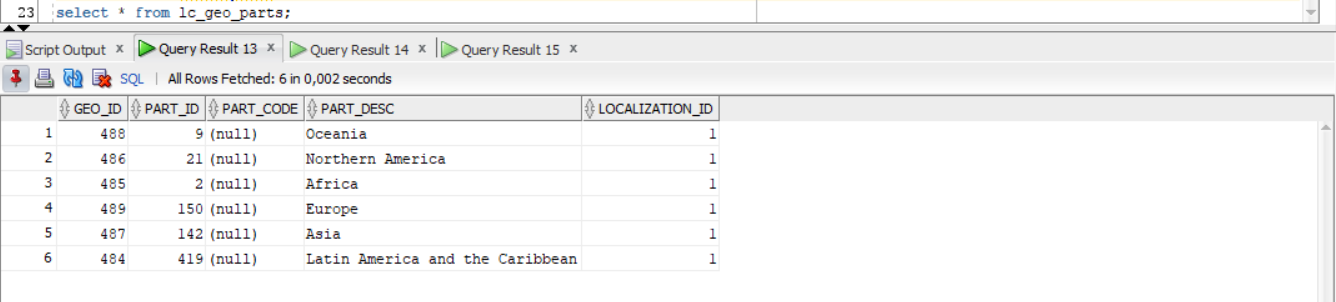 23 select * from lc_geo_parts;
Script Output x Query Result 13 x Query Result 14 x Query Result 15 x
SQL | All Rows Fetched: 6 in 0,002 seconds
GEO_ID PART_ID PART_CODE PART_DESC LOCALIZATION_ID
1 488 9 (null) Oceania 1
2 486 21 (null) Northern America 1
3 485 2 (null) Africa 1
4 489 150 (null) Europe 1
5 487 142 (null) Asia 1
6 484 419 (null) Latin America and the Caribbean 1